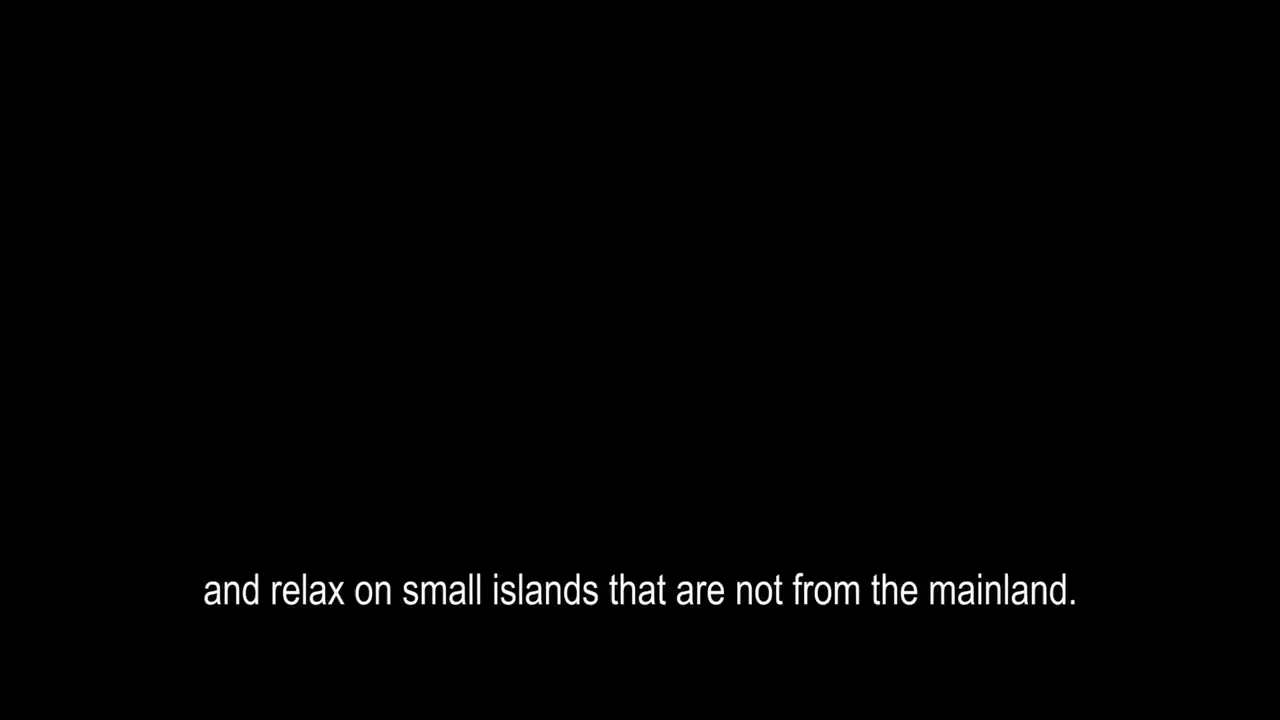 and relax on small islands that are not from the mainland.